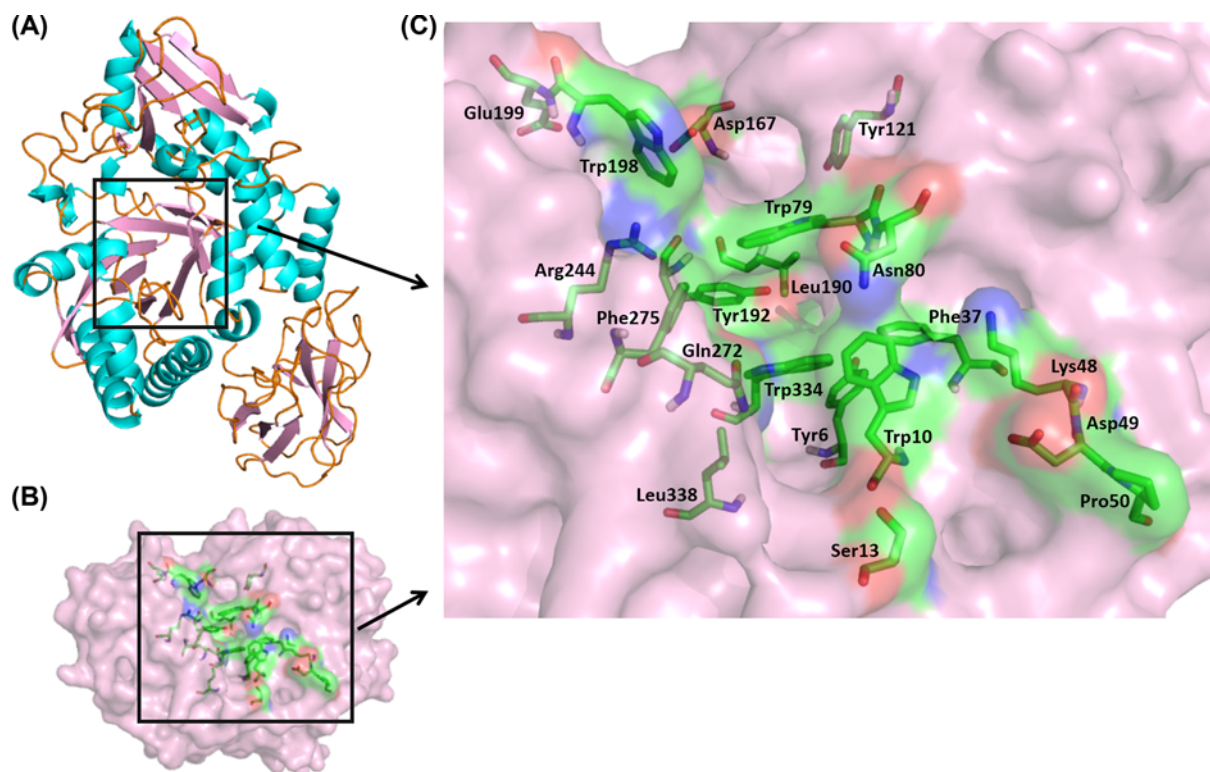 (A)
(C)
Glu199
Asp167
Tyr121
Trp198
Trp79
Arg244
Asn80
Leu190
Phe275
Tyr192
Phe37
Gln272
Lys48
Trp334
Asp49
Tyr6
Trp10
Leu338
Pro50
(B)
Ser13